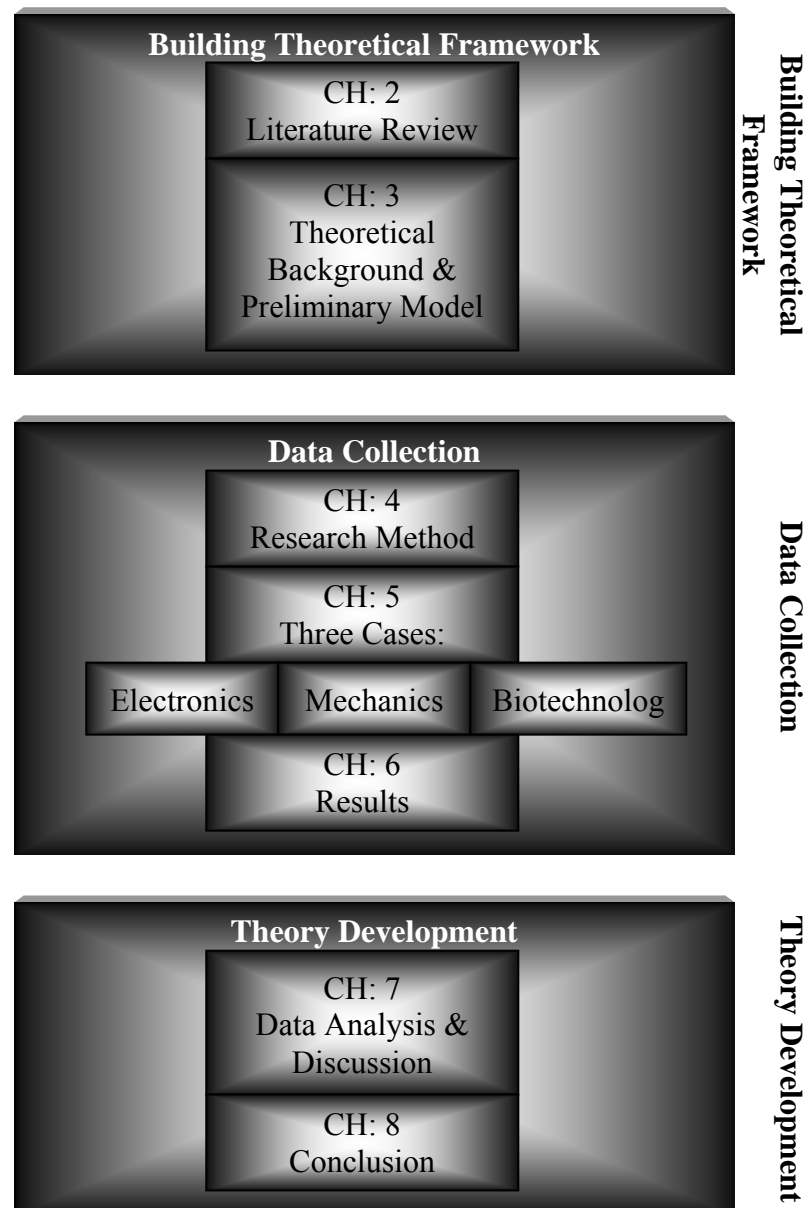 Building Theoretical Framework
CH: 2
Literature Review
CH: 3
Theoretical
Background &
Preliminary Model
Building Theoretical
Framework
Data Collection
CH: 4
Research Method
CH: 5
Three Cases:
Electronics
Mechanics
Biotechnolog
CH: 6
Results
Data Collection
Theory Development
CH: 7
Data Analysis &
Discussion
CH: 8
Conclusion
Theory Development